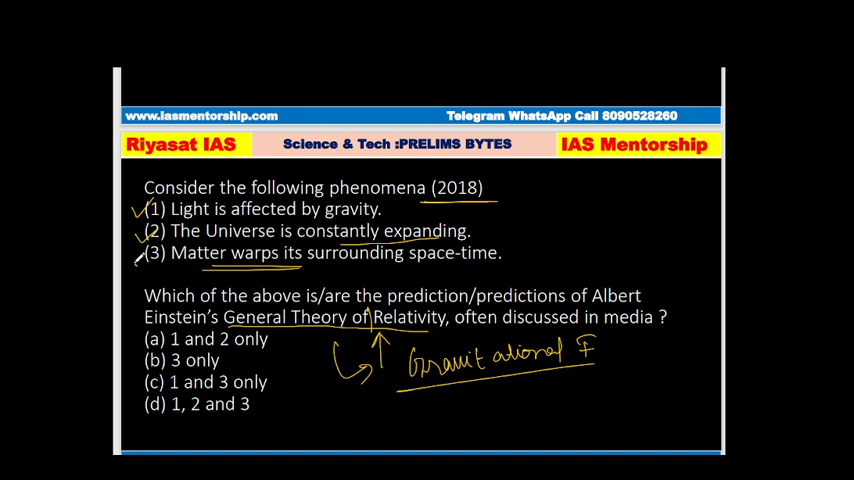 www.iasmentorship.com Telegram WhatsApp Call 8090528260
Riyasat IAS Science & Tech :PRELIMS BYTES IAS Mentorship
Consider the following phenomena (2018)
(1) Light is affected by gravity.
(2) The Universe is constantly expanding.
(3) Matter warps its surrounding space-time.
Which of the above is/are the prediction/predictions of Albert
Einstein's General Theory of Relativity, often discussed in media ?
(a) 1 and 2 only
(b) 3 only
(c) 1 and 3 only
(d) 1, 2 and 3
Gravitational F